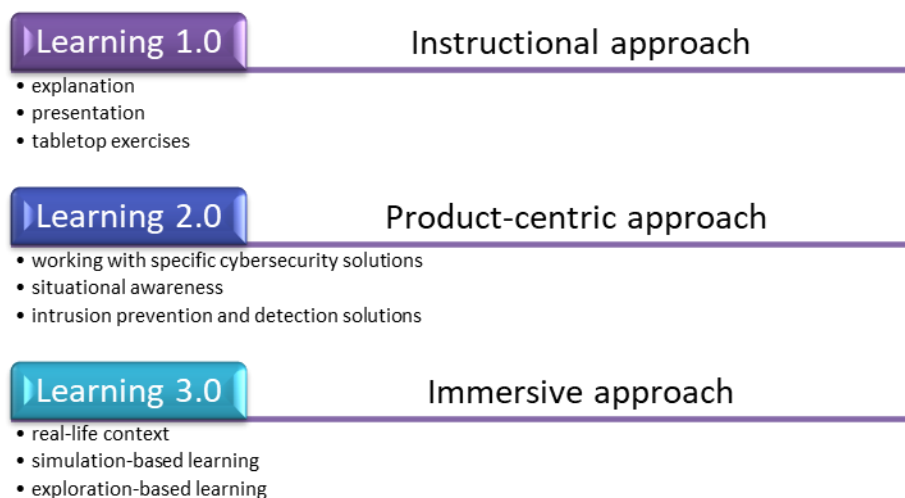 Learning 1.0
Instructional approach
• explanation
• presentation
• tabletop exercises
Learning 2.0
Product-centric approach
• working with specific cybersecurity solutions
• situational awareness
• intrusion prevention and detection solutions
Learning 3.0
Immersive approach
• real-life context
• simulation-based learning
• exploration-based learning